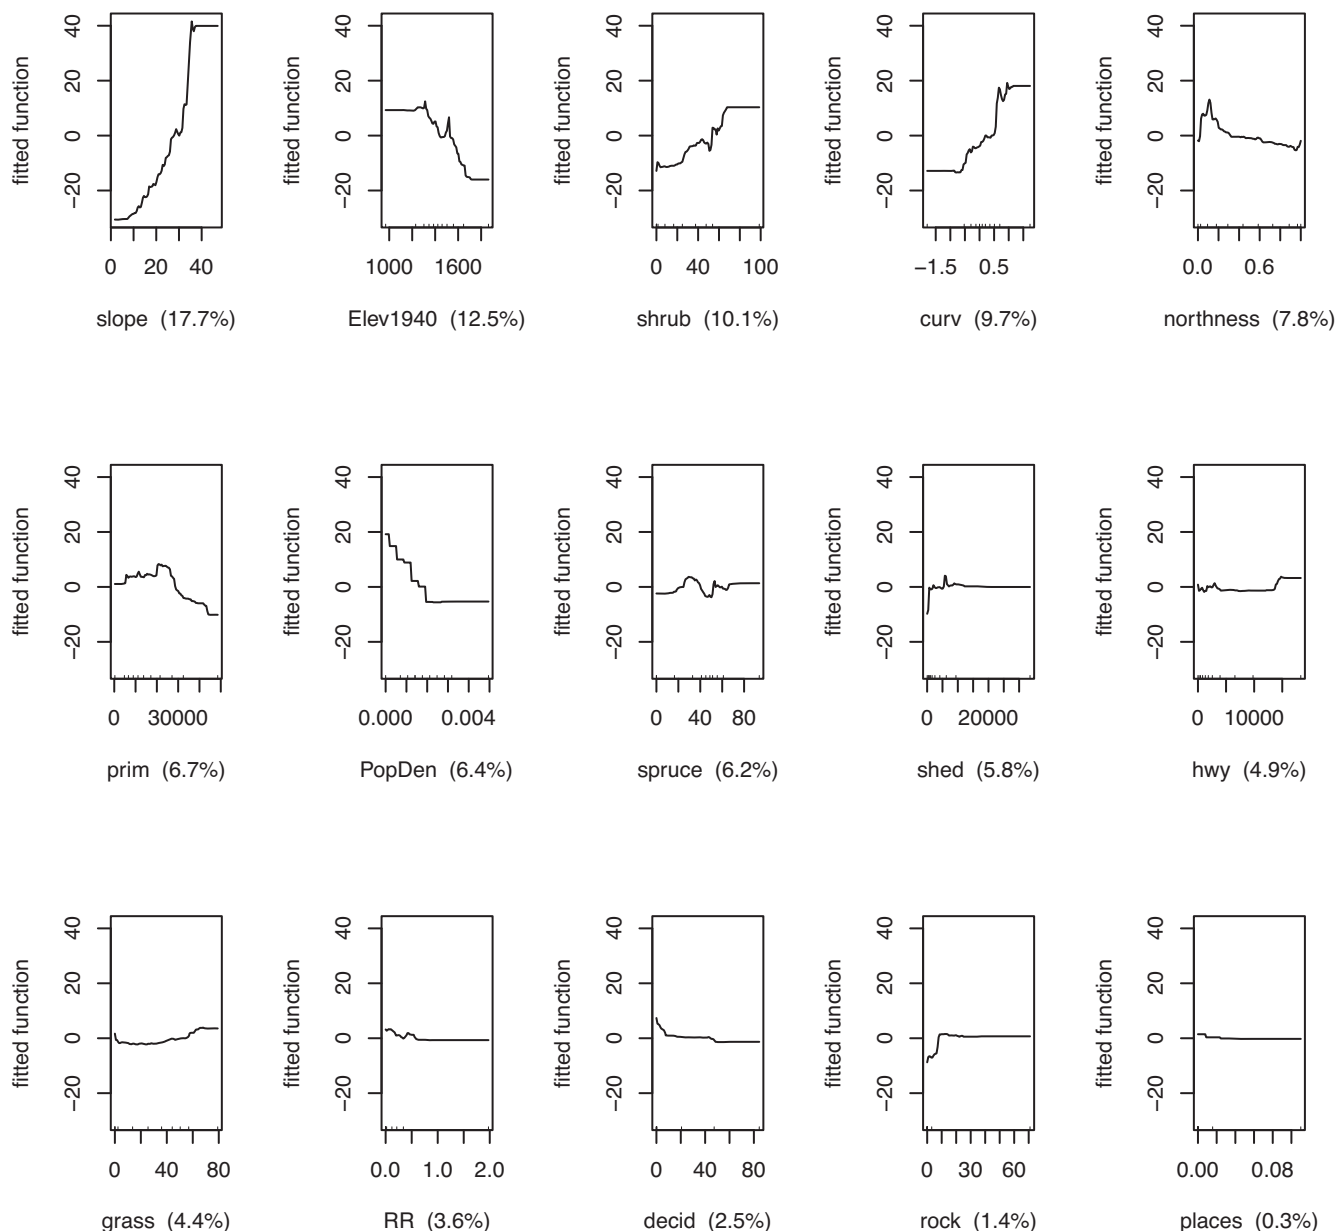 fitted function
−20 0 20 40
0 20 40
slope (17.7%)
fitted function
−20 0 20 40
1000 1600
Elev1940 (12.5%)
fitted function
−20 0 20 40
0 40 100
shrub (10.1%)
fitted function
−20 0 20 40
−1.5 0.5
curv (9.7%)
fitted function
−20 0 20 40
0.0 0.6
northness (7.8%)
fitted function
−20 0 20 40
0 30000
prim (6.7%)
fitted function
−20 0 20 40
0.000 0.004
PopDen (6.4%)
fitted function
−20 0 20 40
0 40 80
spruce (6.2%)
fitted function
−20 0 20 40
0 20000
shed (5.8%)
fitted function
−20 0 20 40
0 10000
hwy (4.9%)
fitted function
−20 0 20 40
0 40 80
grass (4.4%)
fitted function
−20 0 20 40
0.0 1.0 2.0
RR (3.6%)
fitted function
−20 0 20 40
0 40 80
decid (2.5%)
fitted function
−20 0 20 40
0 30 60
rock (1.4%)
fitted function
−20 0 20 40
0.00 0.08
places (0.3%)